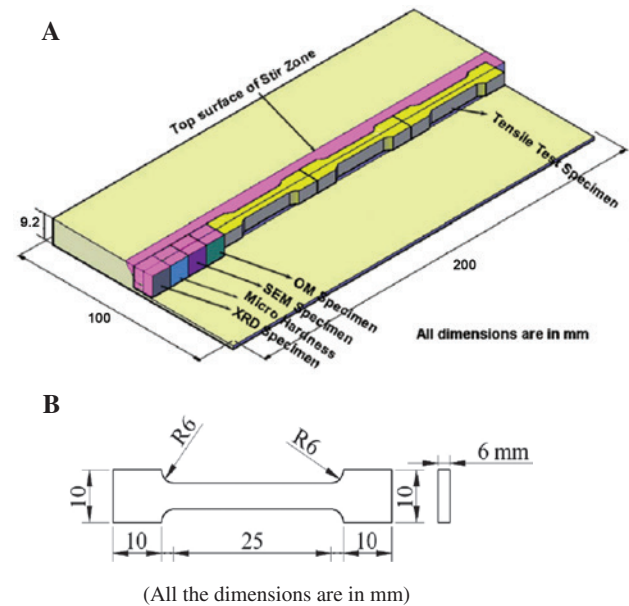 A
Top surface of Stir Zone
Tensile Test Specimen
9.2
100
200
OM Specimen
SEM Specimen
Micro Hardness
XRD Specimen
All dimensions are in mm
B
R6
R6
6 mm
10
10
10
25
10
(All the dimensions are in mm)